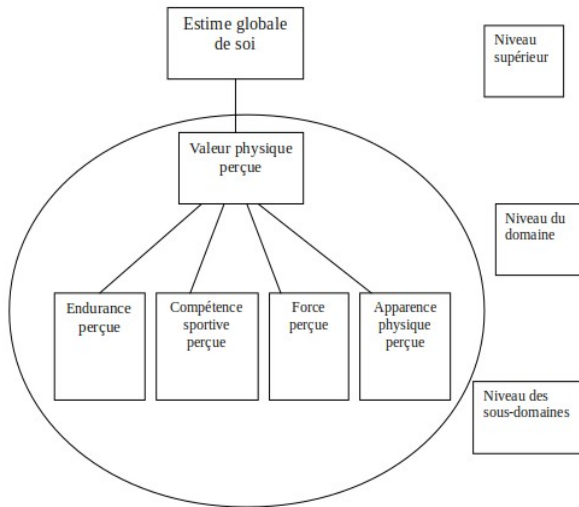 Estime globale
de soi
Niveau
supérieur
Valeur physique
perçue
Niveau du
domaine
Endurance
perçue
Compétence
sportive
perçue
Force
perçue
Apparence
physique
perçue
Niveau des
sous-domaines